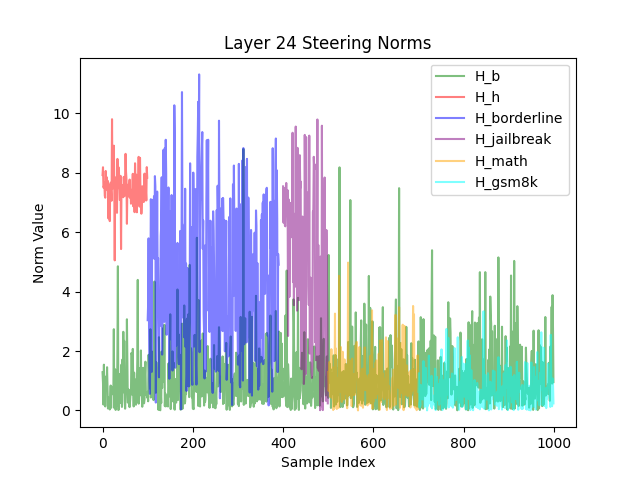 Layer 24 Steering Norms
H_b
H_h
H_borderline
H_jailbreak
H_math
H_gsm8k
10
8
6
4
2
0
Norm Value
0
200
400
600
800
1000
Sample Index